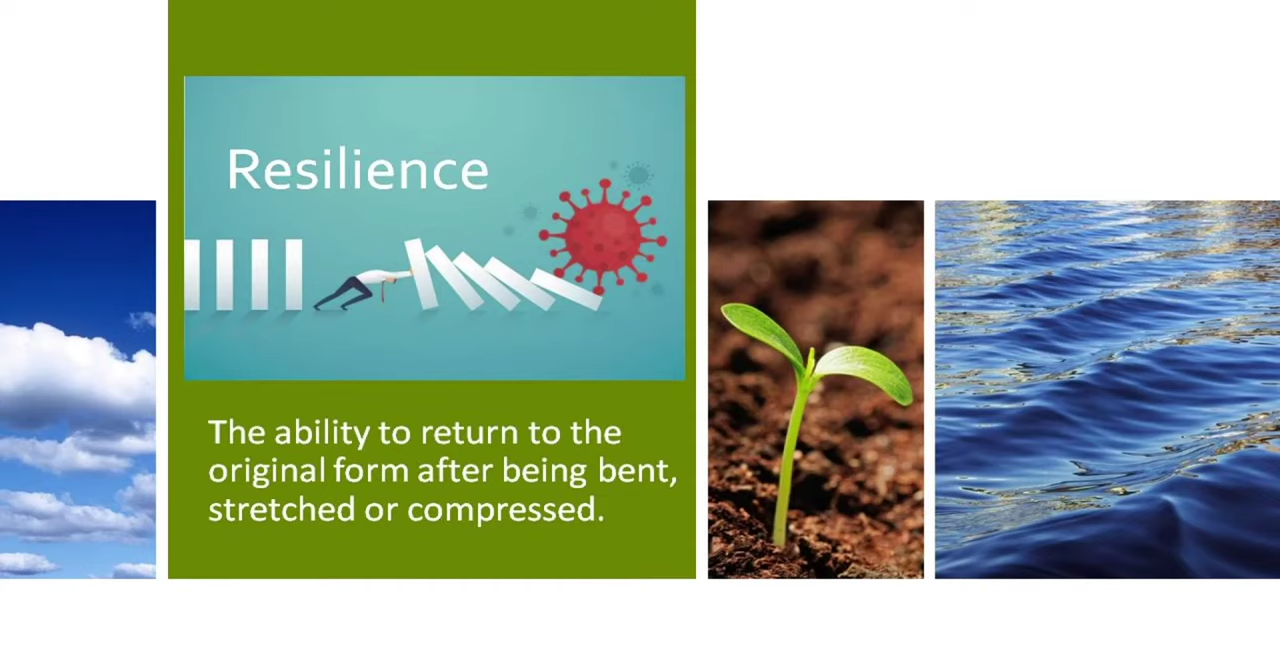 Resilience
The ability to return to the
original form after being bent,
stretched or compressed.